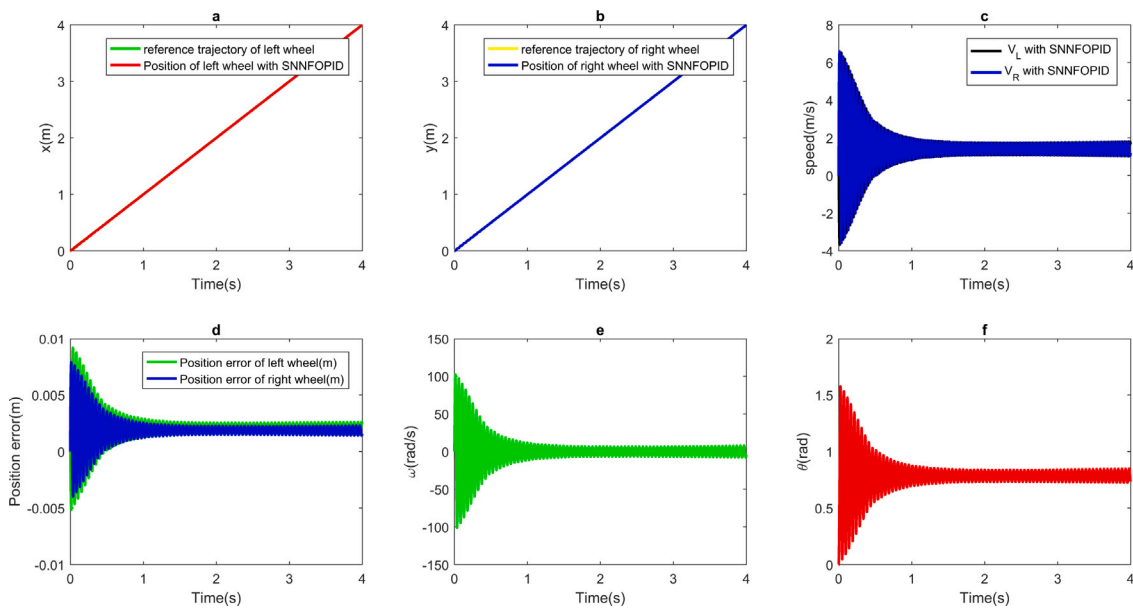 a
4
3
2
1
0
x(m)
reference trajectory of left wheel
Position of left wheel with SNNFOPID
0 1 2 3 4
Time(s)
b
4
3
2
1
0
y(m)
reference trajectory of right wheel
Position of right wheel with SNNFOPID
0 1 2 3 4
Time(s)
c
8
6
4
2
0
-2
-4
speed(m/s)
V_L with SNNFOPID
V_R with SNNFOPID
0 1 2 3 4
Time(s)
d
0.01
0.005
0
-0.005
-0.01
Position error(m)
Position error of left wheel(m)
Position error of right wheel(m)
0 1 2 3 4
Time(s)
e
150
100
50
0
-50
-100
-150
ω(rad/s)
0 1 2 3 4
Time(s)
f
2
1.5
1
0.5
0
θ(rad)
0 1 2 3 4
Time(s)